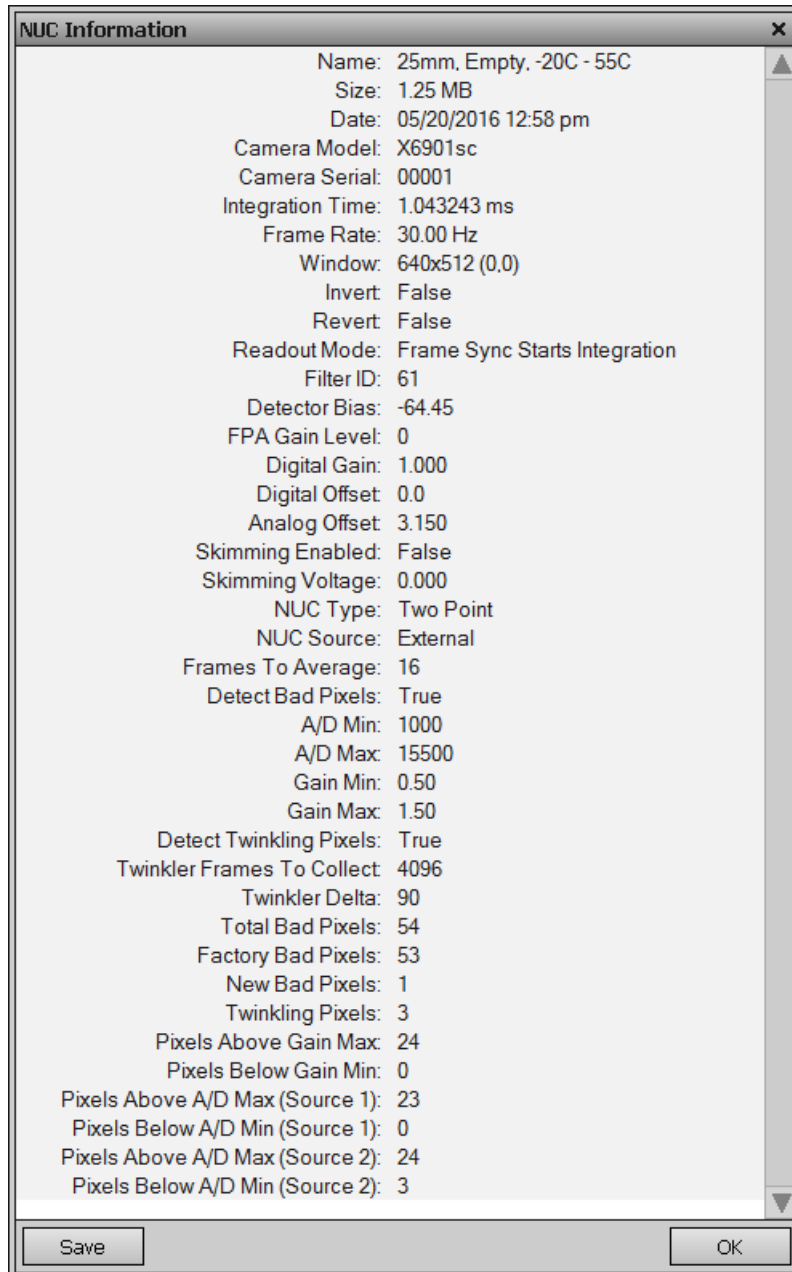 NUC Information
Name: 25mm, Empty, -20C - 55C
Size: 1.25 MB
Date: 05/20/2016 12:58 pm
Camera Model: X6901sc
Camera Serial: 00001
Integration Time: 1.043243 ms
Frame Rate: 30.00 Hz
Window: 640x512 (0,0)
Invert: False
Revert: False
Readout Mode: Frame Sync Starts Integration
Filter ID: 61
Detector Bias: -64.45
FPA Gain Level: 0
Digital Gain: 1.000
Digital Offset: 0.0
Analog Offset: 3.150
Skimming Enabled: False
Skimming Voltage: 0.000
NUC Type: Two Point
NUC Source: External
Frames To Average: 16
Detect Bad Pixels: True
A/D Min: 1000
A/D Max: 15500
Gain Min: 0.50
Gain Max: 1.50
Detect Twinkling Pixels: True
Twinkler Frames To Collect: 4096
Twinkler Delta: 90
Total Bad Pixels: 54
Factory Bad Pixels: 53
New Bad Pixels: 1
Twinkling Pixels: 3
Pixels Above Gain Max: 24
Pixels Below Gain Min: 0
Pixels Above A/D Max (Source 1): 23
Pixels Below A/D Min (Source 1): 0
Pixels Above A/D Max (Source 2): 24
Pixels Below A/D Min (Source 2): 3
Save OK